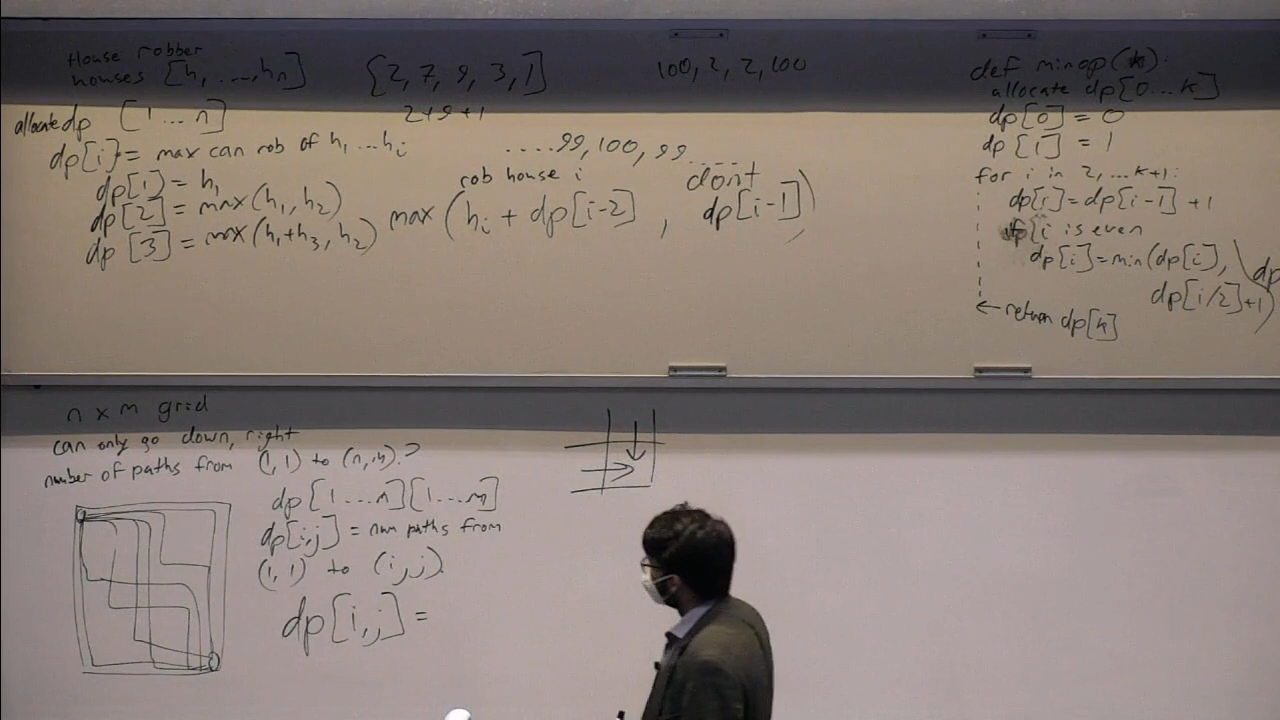 House robber
houses [h₁ ,...., hₙ]
[2, 7, 9, 3, 1]
2+9+1
100, 2, 2, 100
allocate dp [1 ... n]
dp[i] = max can rob of h₁ ... hᵢ
dp[1] = h₁
dp[2] = max(h₁, h₂)
dp[3] = max(h₁+h₃, h₂)
....99, 100, 99....
rob house i
dont
max(hᵢ + dp[i-2] , dp[i-1])
def minop(k):
allocate dp[0...k]
dp[0] = 0
dp[1] = 1
for i in 2, ... k+1:
dp[i]=dp[i-1]+1
if i is even
dp[i]=min(dp[i], dp
dp[i/2]+1)
← return dp[k]
n x m grid
can only go down, right
number of paths from (1,1) to (n,m)?
dp[1...n][1...m]
dp[i,j] = num paths from
(1,1) to (i,j).
dp[i,j] =